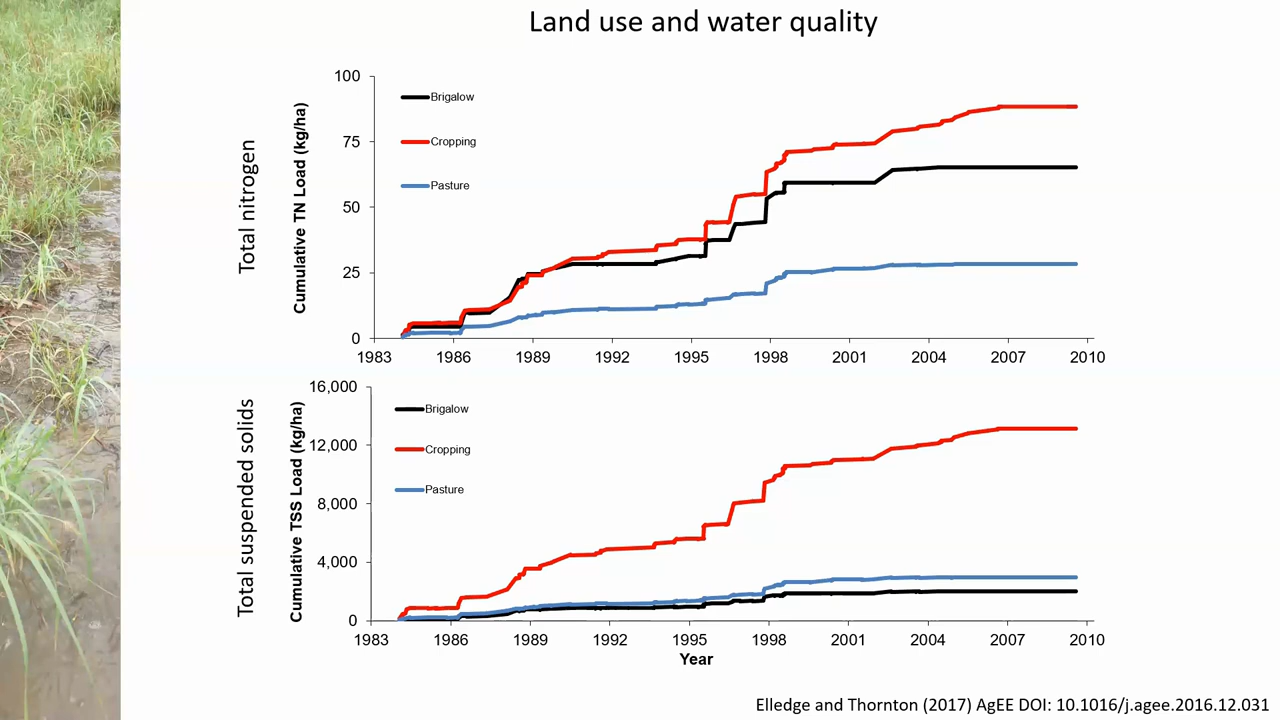 Land use and water quality
Total nitrogen
Cumulative TN Load (kg/ha)
100
75
50
25
0
Brigalow
Cropping
Pasture
1983 1986 1989 1992 1995 1998 2001 2004 2007 2010
Total suspended solids
Cumulative TSS Load (kg/ha)
16,000
12,000
8,000
4,000
0
Brigalow
Cropping
Pasture
1983 1986 1989 1992 1995 1998 2001 2004 2007 2010
Year
Elledge and Thornton (2017) AgEE DOI: 10.1016/j.agee.2016.12.031